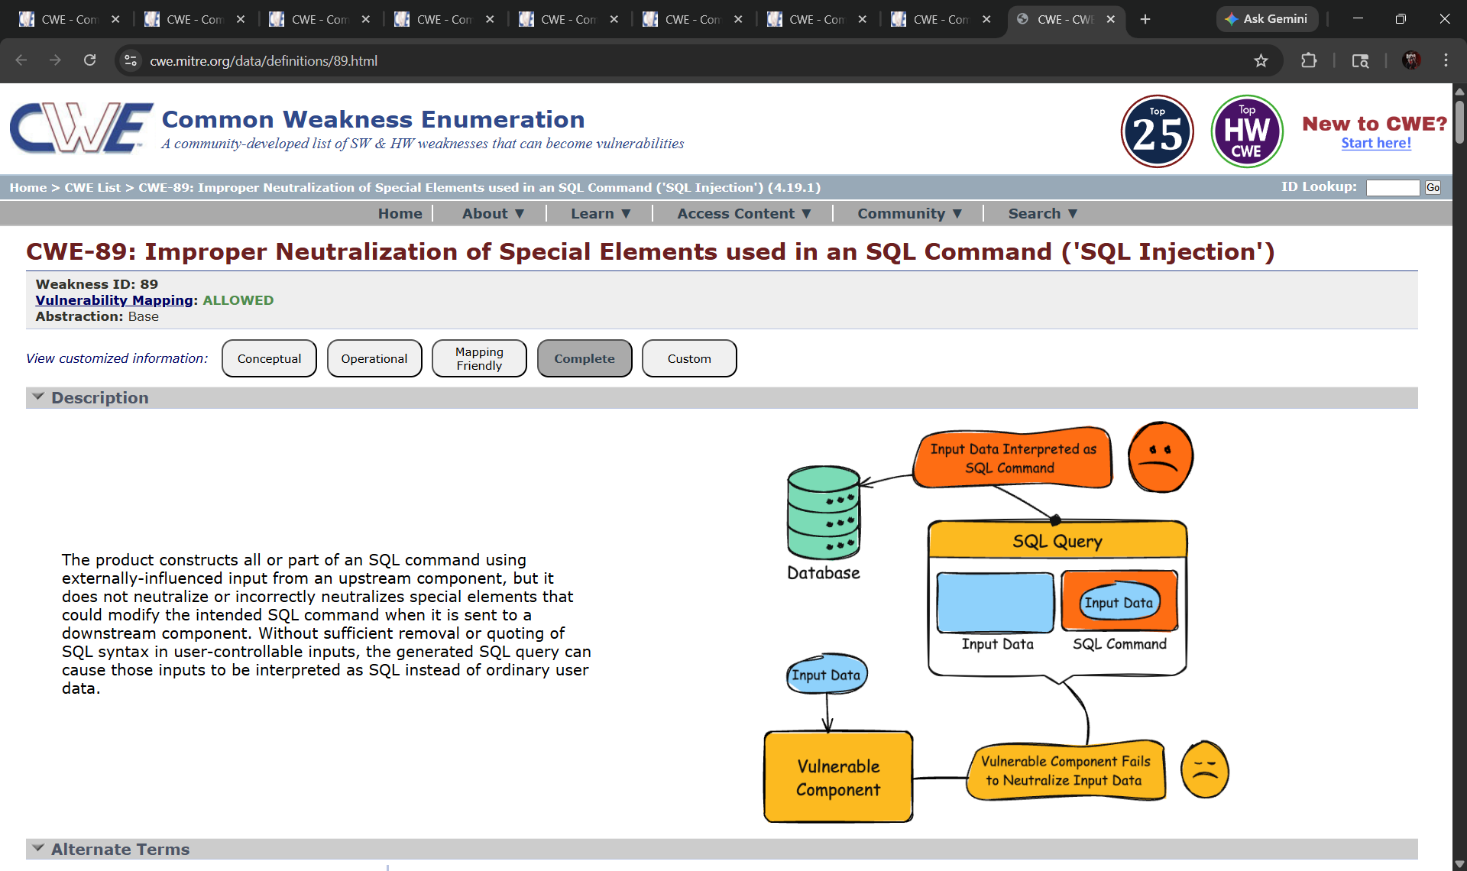 CWE - Com
CWE - Com
CWE - Com
CWE - Com
CWE - Com
CWE - Com
CWE - Com
CWE - Com
CWE - CWE
Ask Gemini
cwe.mitre.org/data/definitions/89.html
CWE
Common Weakness Enumeration
A community-developed list of SW & HW weaknesses that can become vulnerabilities
Top
25
Top
HW
CWE
New to CWE?
Start here!
Home > CWE List > CWE-89: Improper Neutralization of Special Elements used in an SQL Command ('SQL Injection') (4.19.1)
ID Lookup:
Go
Home
About ▼
Learn ▼
Access Content ▼
Community ▼
Search ▼
CWE-89: Improper Neutralization of Special Elements used in an SQL Command ('SQL Injection')
Weakness ID: 89
Vulnerability Mapping: ALLOWED
Abstraction: Base
View customized information:
Conceptual
Operational
Mapping
Friendly
Complete
Custom
Description
The product constructs all or part of an SQL command using
externally-influenced input from an upstream component, but it
does not neutralize or incorrectly neutralizes special elements that
could modify the intended SQL command when it is sent to a
downstream component. Without sufficient removal or quoting of
SQL syntax in user-controllable inputs, the generated SQL query can
cause those inputs to be interpreted as SQL instead of ordinary user
data.
Input Data Interpreted as
SQL Command
Database
SQL Query
Input Data
Input Data
SQL Command
Input Data
Vulnerable
Component
Vulnerable Component Fails
to Neutralize Input Data
Alternate Terms